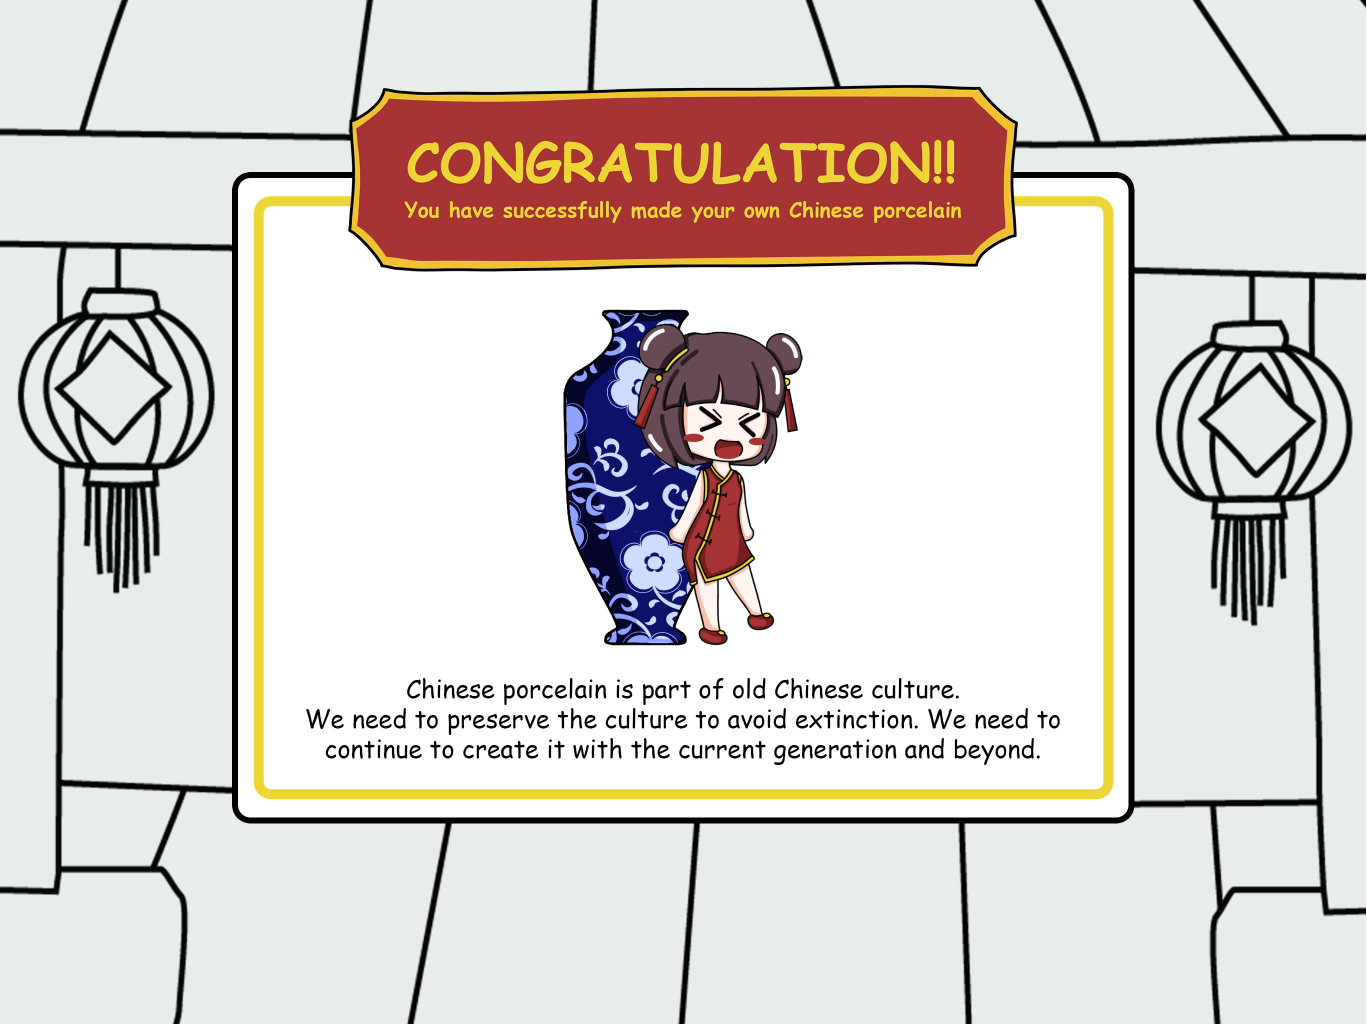 CONGRATULATION!!
You have successfully made your own Chinese porcelain
Chinese porcelain is part of old Chinese culture.
We need to preserve the culture to avoid extinction. We need to
continue to create it with the current generation and beyond.